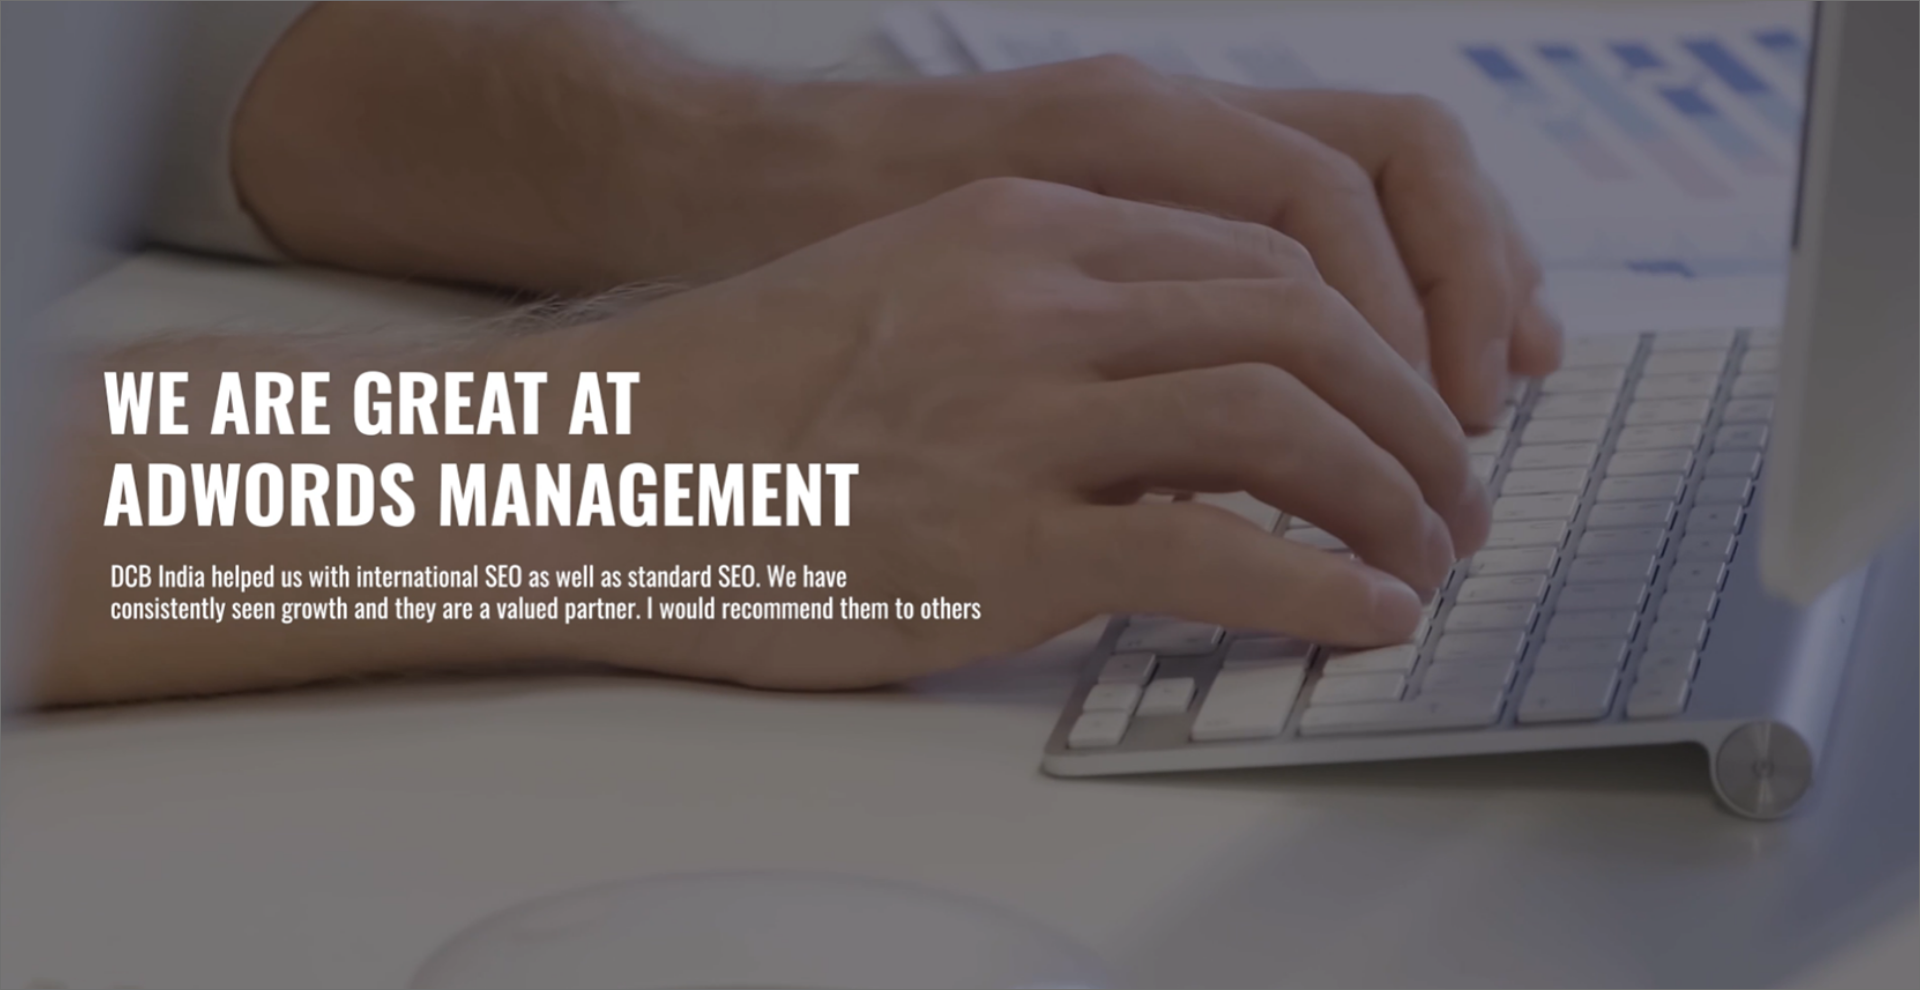 WE ARE GREAT AT
ADWORDS MANAGEMENT
DCB India helped us with international SEO as well as standard SEO. We have
consistently seen growth and they are a valued partner. I would recommend them to others